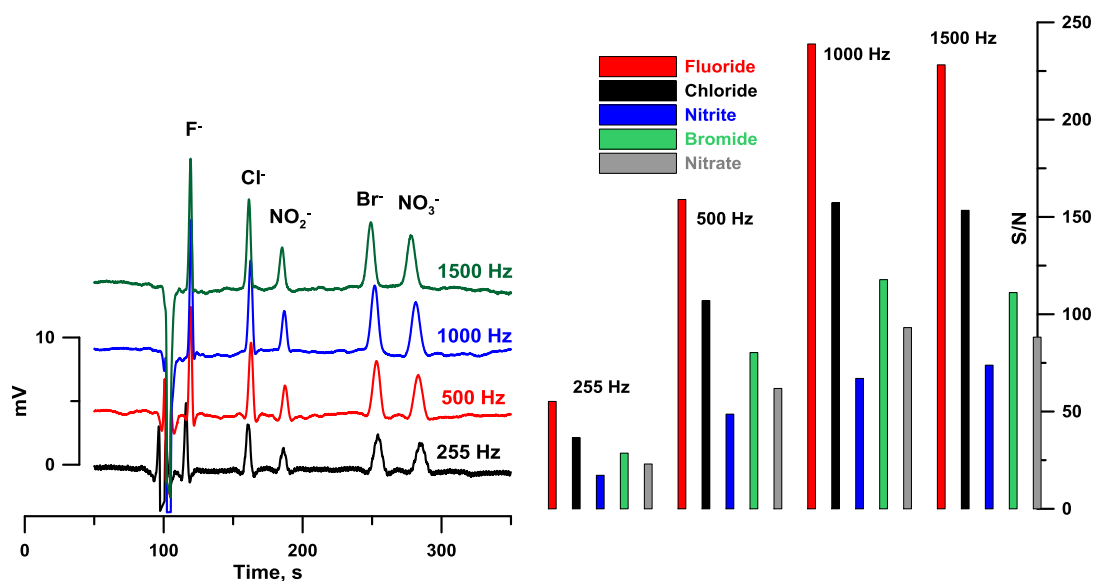 F⁻
Cl⁻
NO₂⁻
Br⁻
NO₃⁻
1500 Hz
1000 Hz
500 Hz
255 Hz
10
0
mV
0
100
200
300
Time, s
Fluoride
Chloride
Nitrite
Bromide
Nitrate
255 Hz
500 Hz
1000 Hz
1500 Hz
250
200
150
100
50
0
S/N